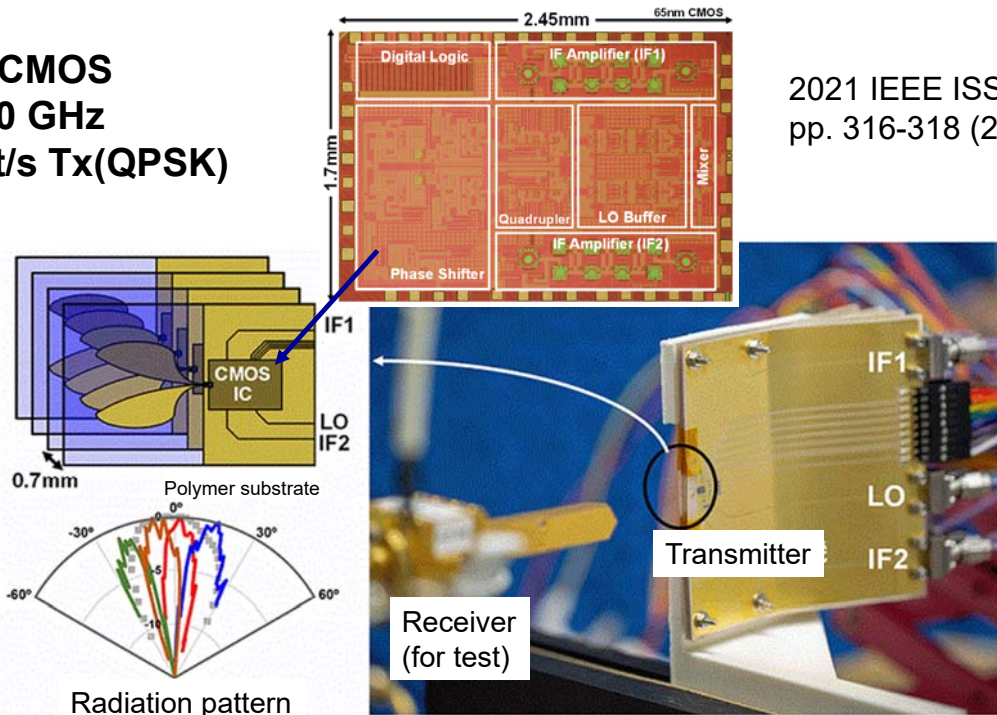 CMOS
0 GHz
t/s Tx(QPSK)
2.45mm
65nm CMOS
1.7mm
Digital Logic
IF Amplifier (IF1)
Quadrupler
LO Buffer
Mixer
Phase Shifter
IF Amplifier (IF2)
2021 IEEE ISS
pp. 316-318 (2
IF1
CMOS
IC
LO
IF2
0.7mm
Polymer substrate
0°
-30°
30°
-60°
60°
0
-5
-10
Radiation pattern
IF1
LO
IF2
Transmitter
Receiver
(for test)